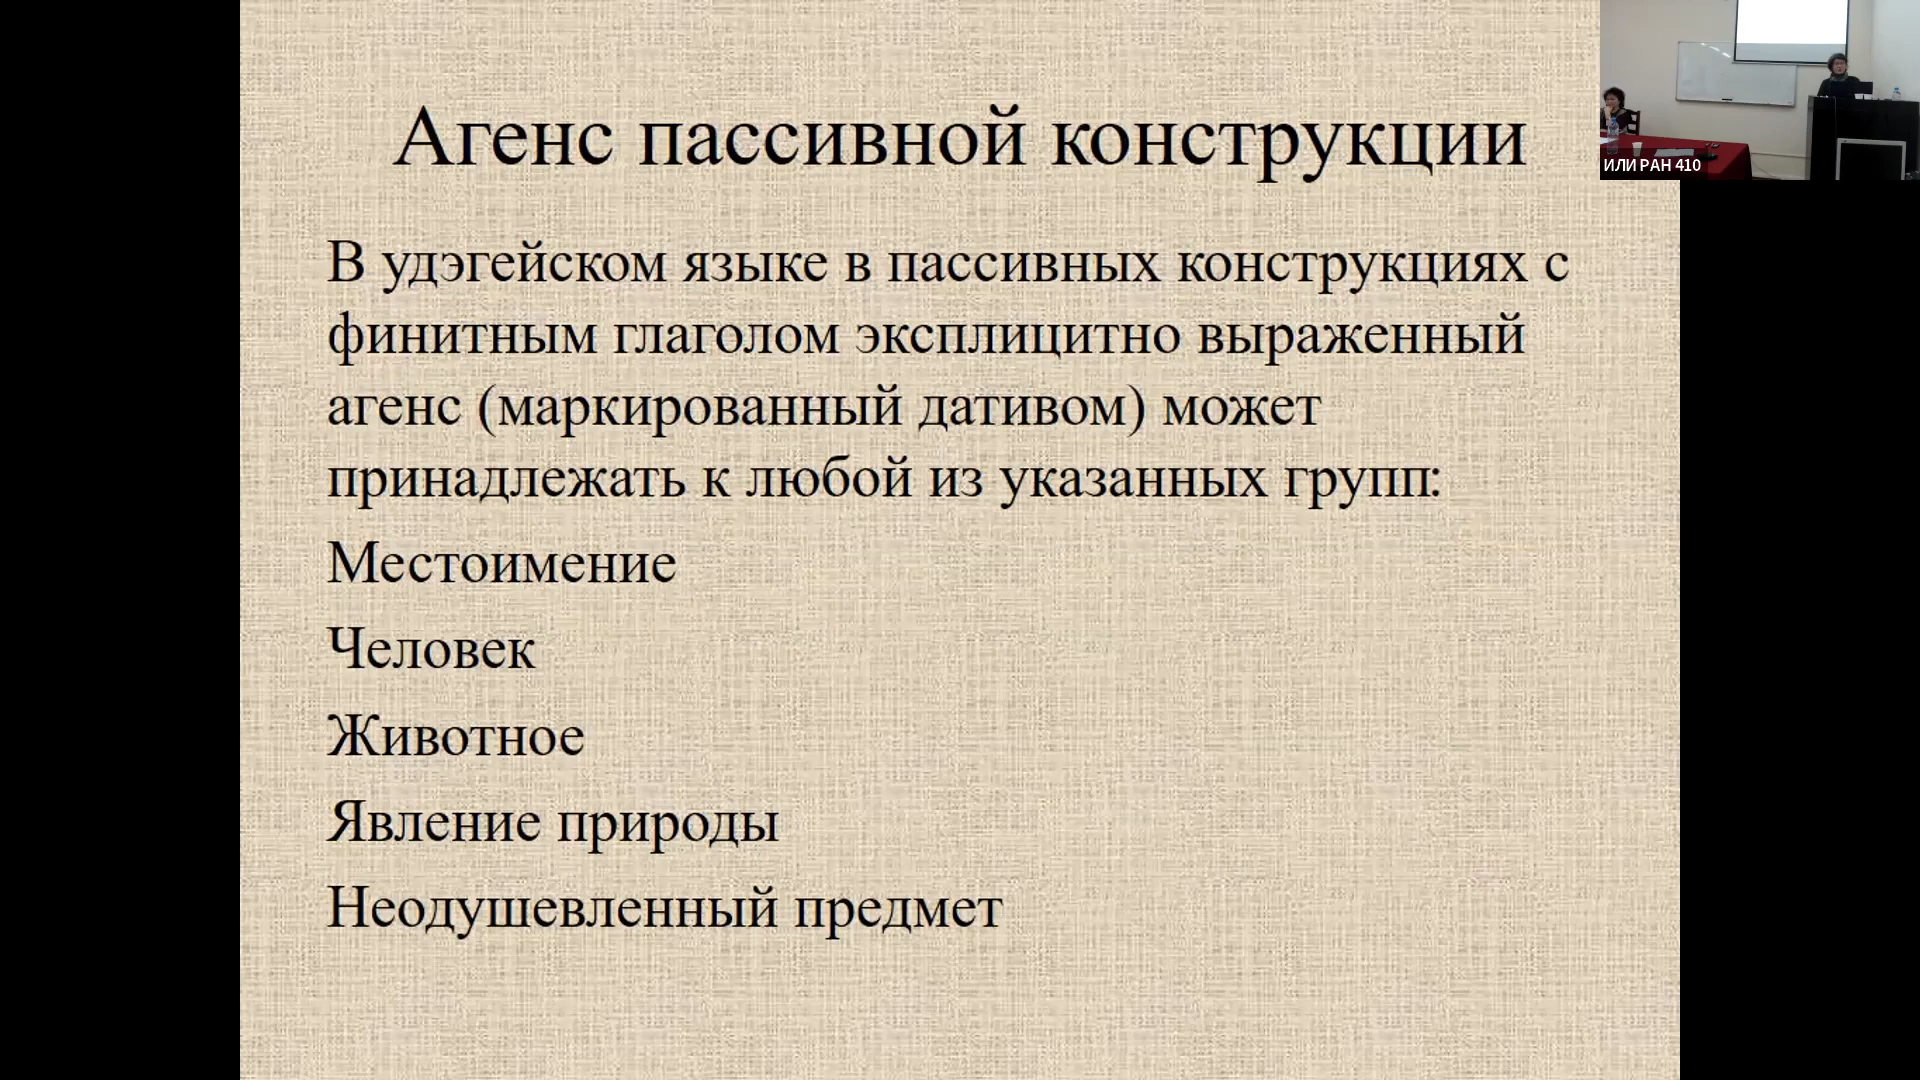 Агенс пассивной конструкции
В удэгейском языке в пассивных конструкциях с
финитным глаголом эксплицитно выраженный
агенс (маркированный дативом) может
принадлежать к любой из указанных групп:
Местоимение
Человек
Животное
Явление природы
Неодушевленный предмет
ИЛИ РАН 410